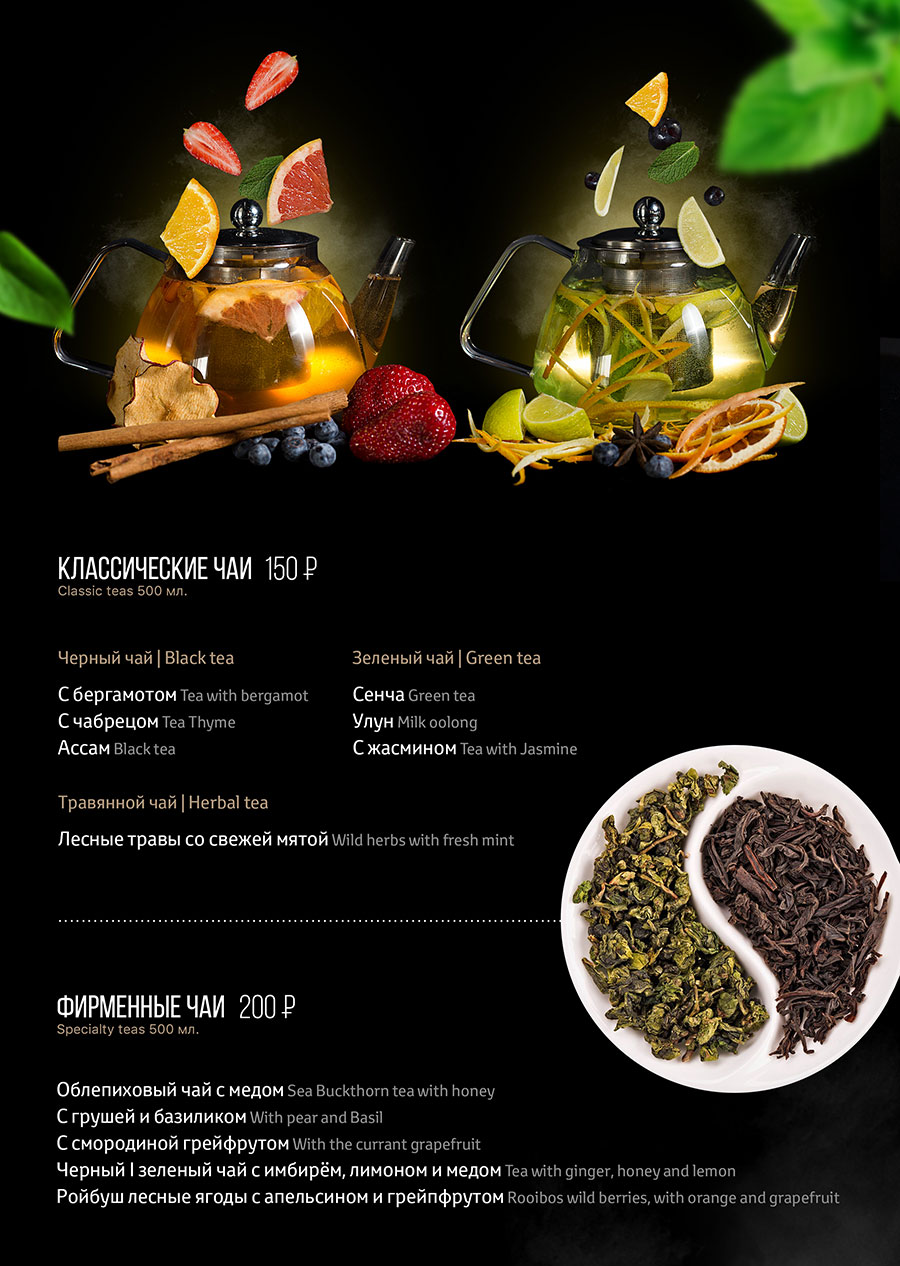 КЛАССИЧЕСКИЕ ЧАИ 150 ₽
Classic teas 500 мл.
Черный чай | Black tea
С бергамотом Tea with bergamot
С чабрецом Tea Thyme
Ассам Black tea
Зеленый чай | Green tea
Сенча Green tea
Улун Milk oolong
С жасмином Tea with Jasmine
Травянной чай | Herbal tea
Лесные травы со свежей мятой Wild herbs with fresh mint
ФИРМЕННЫЕ ЧАИ 200 ₽
Specialty teas 500 мл.
Облепиховый чай с медом Sea Buckthorn tea with honey
С грушей и базиликом With pear and Basil
С смородиной грейфрутом With the currant grapefruit
Черный I зеленый чай с имбирём, лимоном и медом Tea with ginger, honey and lemon
Ройбуш лесные ягоды с апельсином и грейпфрутом Rooibos wild berries, with orange and grapefruit